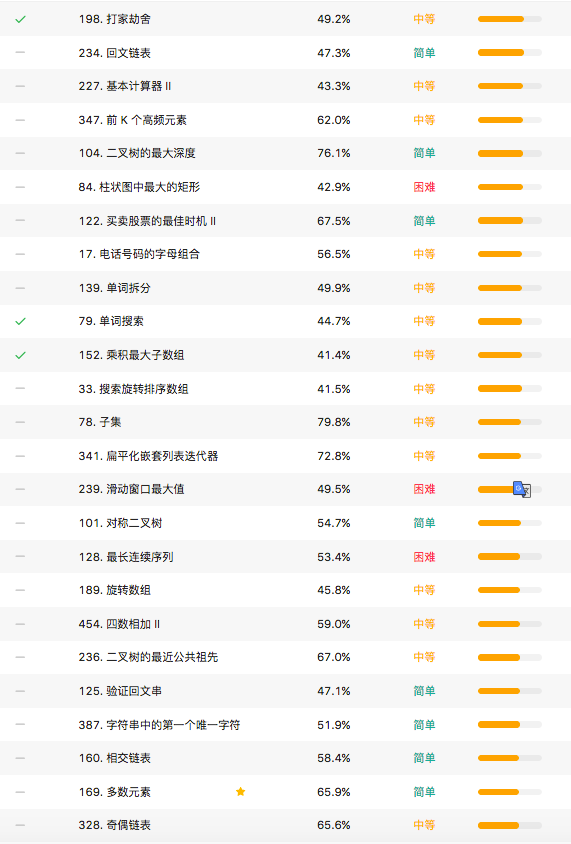 198. 打家劫舍 49.2% 中等
234. 回文链表 47.3% 简单
227. 基本计算器 II 43.3% 中等
347. 前 K 个高频元素 62.0% 中等
104. 二叉树的最大深度 76.1% 简单
84. 柱状图中最大的矩形 42.9% 困难
122. 买卖股票的最佳时机 II 67.5% 简单
17. 电话号码的字母组合 56.5% 中等
139. 单词拆分 49.9% 中等
79. 单词搜索 44.7% 中等
152. 乘积最大子数组 41.4% 中等
33. 搜索旋转排序数组 41.5% 中等
78. 子集 79.8% 中等
341. 扁平化嵌套列表迭代器 72.8% 中等
239. 滑动窗口最大值 49.5% 困难
101. 对称二叉树 54.7% 简单
128. 最长连续序列 53.4% 困难
189. 旋转数组 45.8% 中等
454. 四数相加 II 59.0% 中等
236. 二叉树的最近公共祖先 67.0% 中等
125. 验证回文串 47.1% 简单
387. 字符串中的第一个唯一字符 51.9% 简单
160. 相交链表 58.4% 简单
169. 多数元素 65.9% 简单
328. 奇偶链表 65.6% 中等